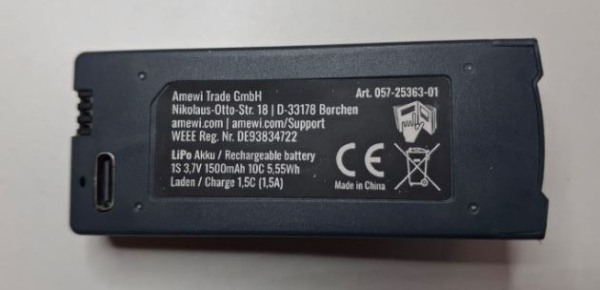 Amewi Trade GmbH
Art. 057-25363-01
Nikolaus-Otto-Str. 18 | D-33178 Borchen
amewi.com | amewi.com/Support
WEEE Reg. Nr. DE93834722
LiPo Akku / Rechargeable battery
1S 3,7V 1500mAh 10C 5.55Wh
Laden / Charge 1,5C (1,5A)
CE
Made in China